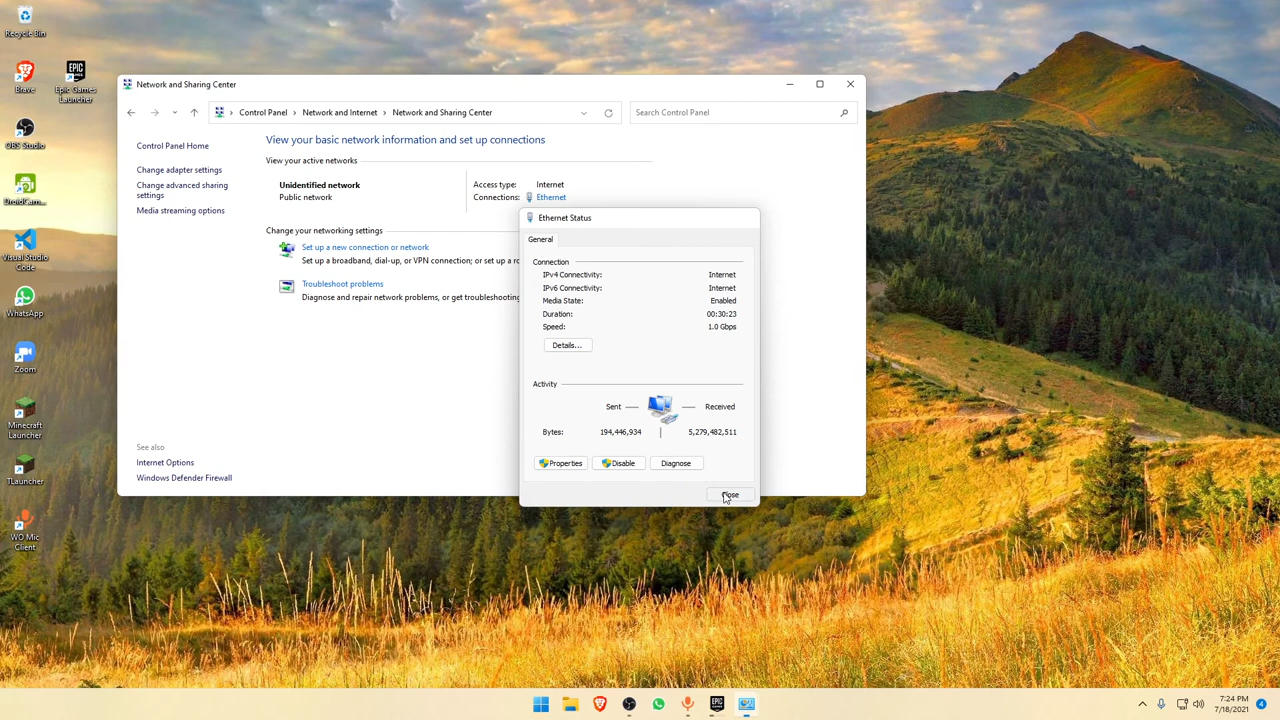 Recycle Bin
Brave
Epic Games
Launcher
OBS Studio
DroidCam...
Visual Studio
Code
WhatsApp
Zoom
Minecraft
Launcher
TLauncher
WO Mic
Client
Network and Sharing Center
Control Panel > Network and Internet > Network and Sharing Center
Search Control Panel
Control Panel Home
Change adapter settings
Change advanced sharing
settings
Media streaming options
See also
Internet Options
Windows Defender Firewall
View your basic network information and set up connections
View your active networks
Unidentified network
Public network
Access type: Internet
Connections: Ethernet
Change your networking settings
Set up a new connection or network
Set up a broadband, dial-up, or VPN connection; or set up a ro
Troubleshoot problems
Diagnose and repair network problems, or get troubleshooting
Ethernet Status
General
Connection
IPv4 Connectivity: Internet
IPv6 Connectivity: Internet
Media State: Enabled
Duration: 00:30:23
Speed: 1.0 Gbps
Details...
Activity
Sent — — Received
Bytes: 194,446,934 | 5,279,482,511
Properties
Disable
Diagnose
Close
EPIC
GAMES
7:24 PM
7/18/2021
4